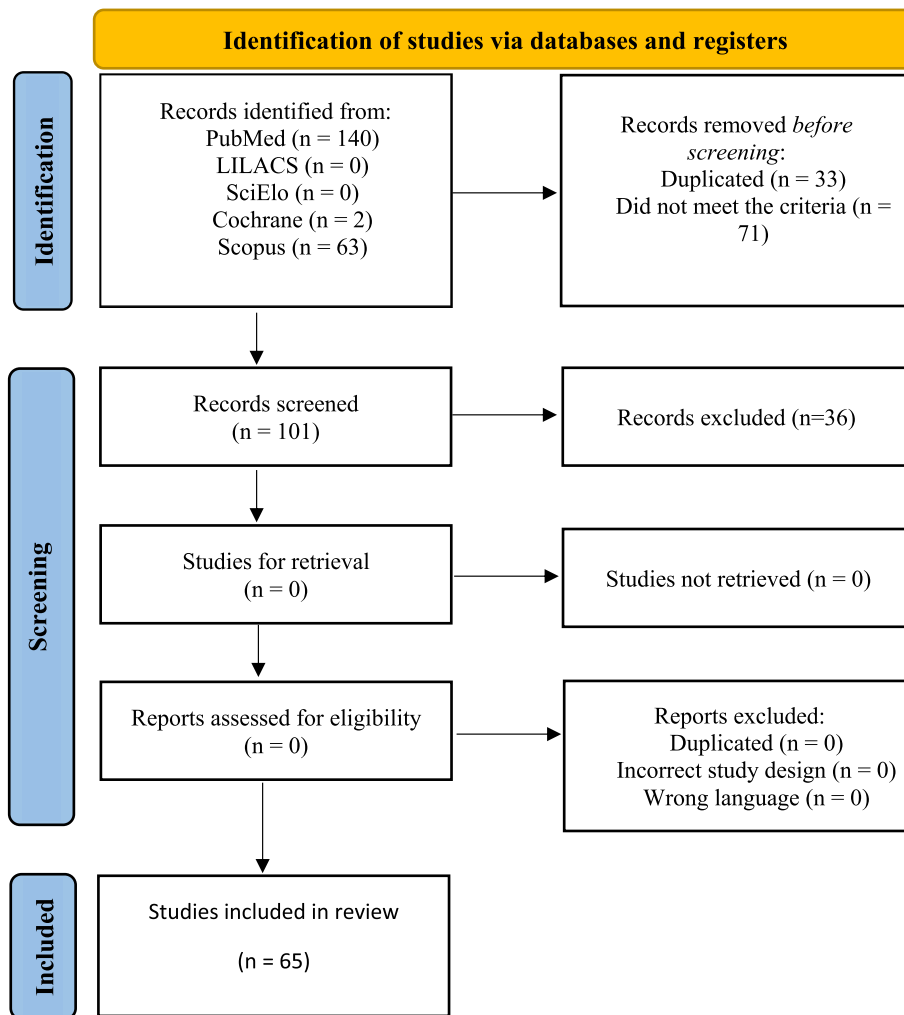 Identification of studies via databases and registers
Identification
Records identified from:
PubMed (n = 140)
LILACS (n = 0)
SciElo (n = 0)
Cochrane (n = 2)
Scopus (n = 63)
Records removed before
screening:
Duplicated (n = 33)
Did not meet the criteria (n =
71)
Screening
Records screened
(n = 101)
Records excluded (n=36)
Studies for retrieval
(n = 0)
Studies not retrieved (n = 0)
Reports assessed for eligibility
(n = 0)
Reports excluded:
Duplicated (n = 0)
Incorrect study design (n = 0)
Wrong language (n = 0)
Included
Studies included in review
(n = 65)